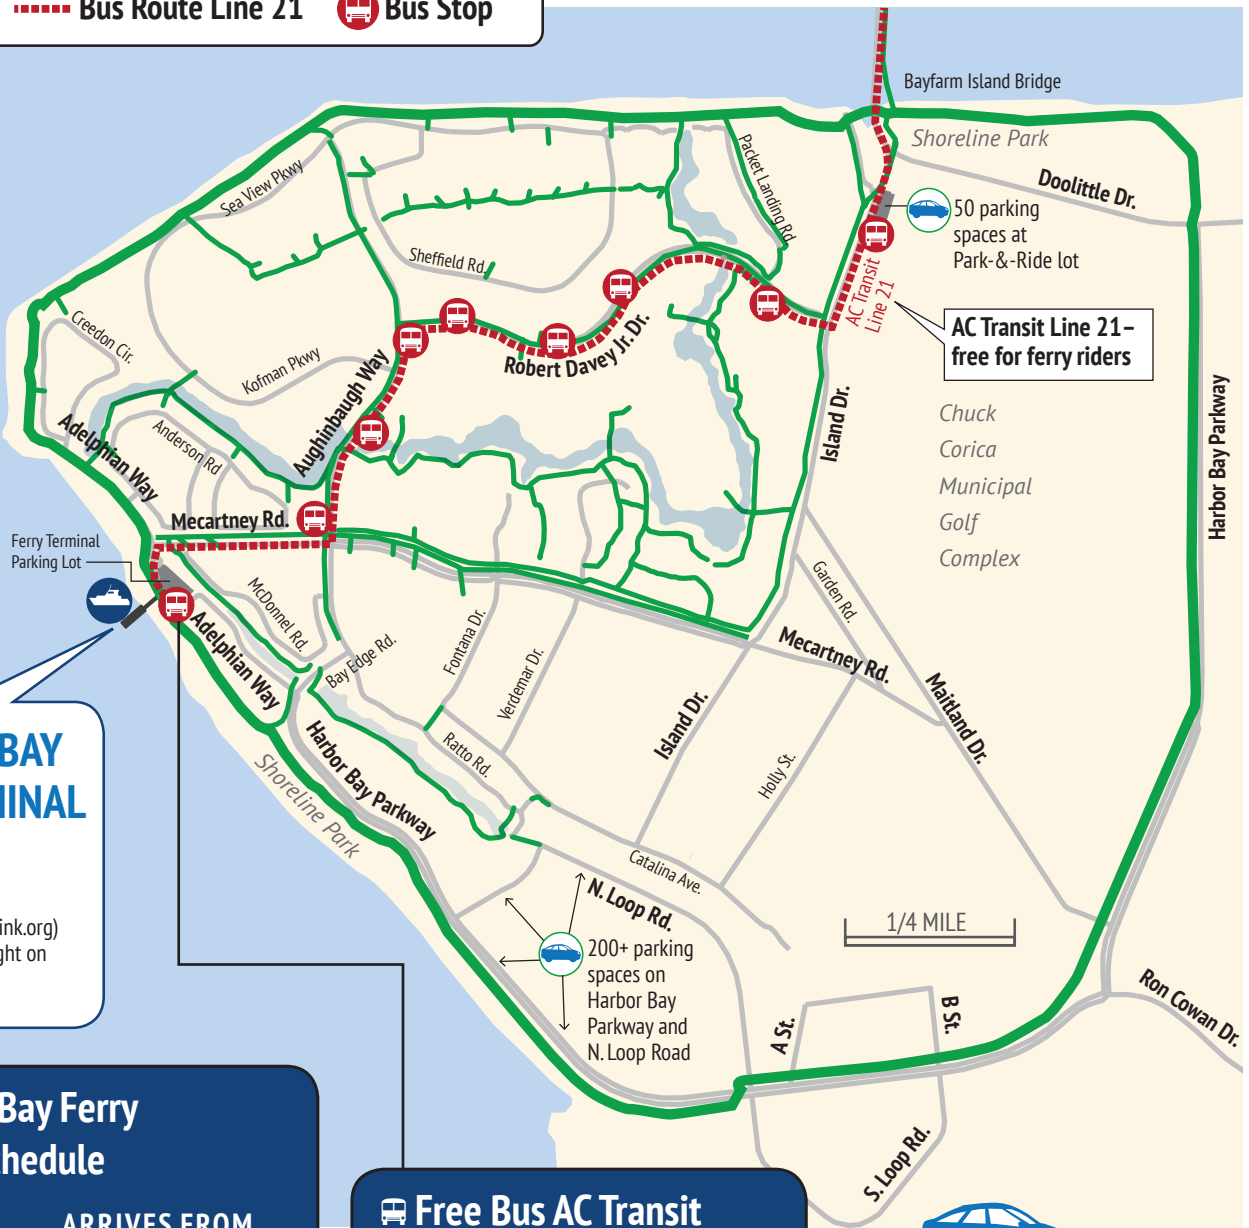 Bus Route Line 21
Bus Stop
Bayfarm Island Bridge
Shoreline Park
Doolittle Dr.
Packet Landing Rd
Sea View Pkwy
50 parking
spaces at
Park-&-Ride lot
Sheffield Rd.
AC Transit
Line 21
AC Transit Line 21–
free for ferry riders
Creedon Cir.
Kofman Pkwy
Robert Davey Jr. Dr.
Aughinbaugh Way
Island Dr.
Harbor Bay Parkway
Chuck
Corica
Municipal
Golf
Complex
Adelphian Way
Anderson Rd
Mecartney Rd.
Ferry Terminal
Parking Lot
McDonnel Rd.
Garden Rd.
Adelphian Way
Bay Edge Rd.
Fontana Dr.
Verdemar Dr.
Mecartney Rd.
Maitland Dr.
Island Dr.
Holly St.
BAY
MINAL
Harbor Bay Parkway
Ratto Rd.
Shoreline Park
Catalina Ave.
N. Loop Rd.
1/4 MILE
ink.org)
ght on
200+ parking
spaces on
Harbor Bay
Parkway and
N. Loop Road
A St.
B St.
Ron Cowan Dr.
S. Loop Rd.
Bay Ferry
hedule
ARRIVES FROM
Free Bus AC Transit